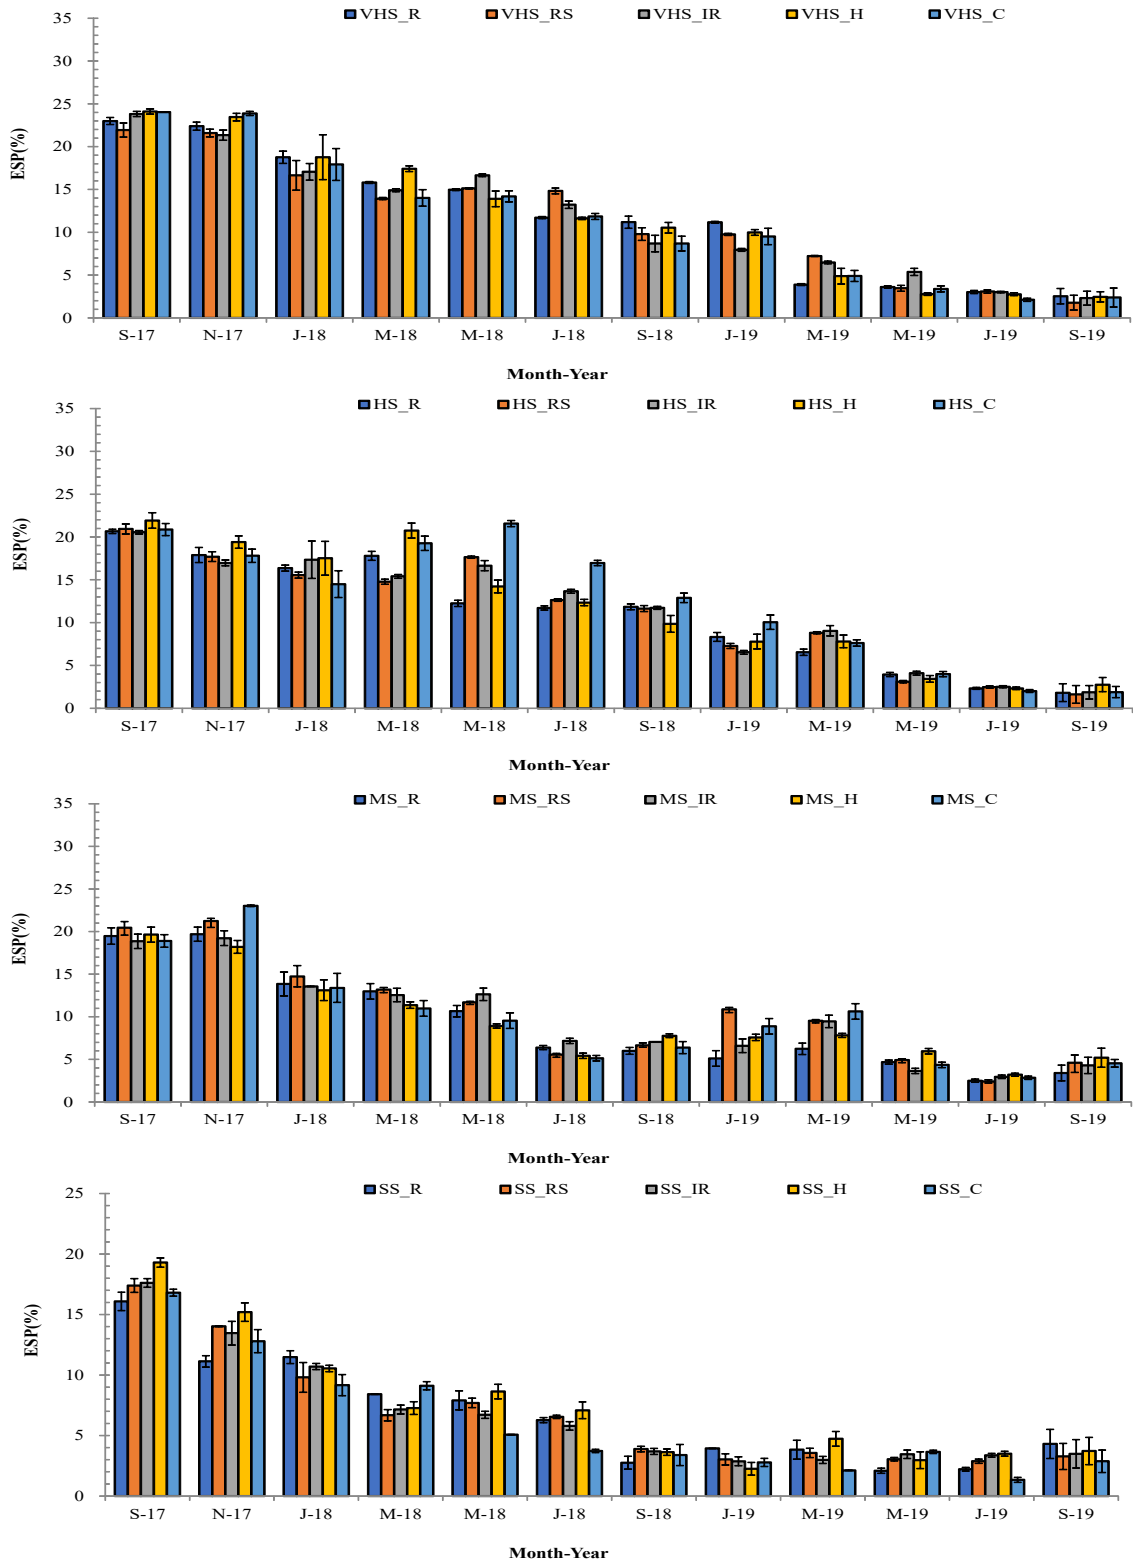 VHS_R VHS_RS VHS_IR VHS_H VHS_C
35
30
25
20
15
10
5
0
ESP(%)
S-17 N-17 J-18 M-18 M-18 J-18 S-18 J-19 M-19 M-19 J-19 S-19
Month-Year
HS_R HS_RS HS_IR HS_H HS_C
35
30
25
20
15
10
5
0
ESP(%)
S-17 N-17 J-18 M-18 M-18 J-18 S-18 J-19 M-19 M-19 J-19 S-19
Month-Year
MS_R MS_RS MS_IR MS_H MS_C
35
30
25
20
15
10
5
0
ESP(%)
S-17 N-17 J-18 M-18 M-18 J-18 S-18 J-19 M-19 M-19 J-19 S-19
Month-Year
SS_R SS_RS SS_IR SS_H SS_C
25
20
15
10
5
0
ESP(%)
S-17 N-17 J-18 M-18 M-18 J-18 S-18 J-19 M-19 M-19 J-19 S-19
Month-Year